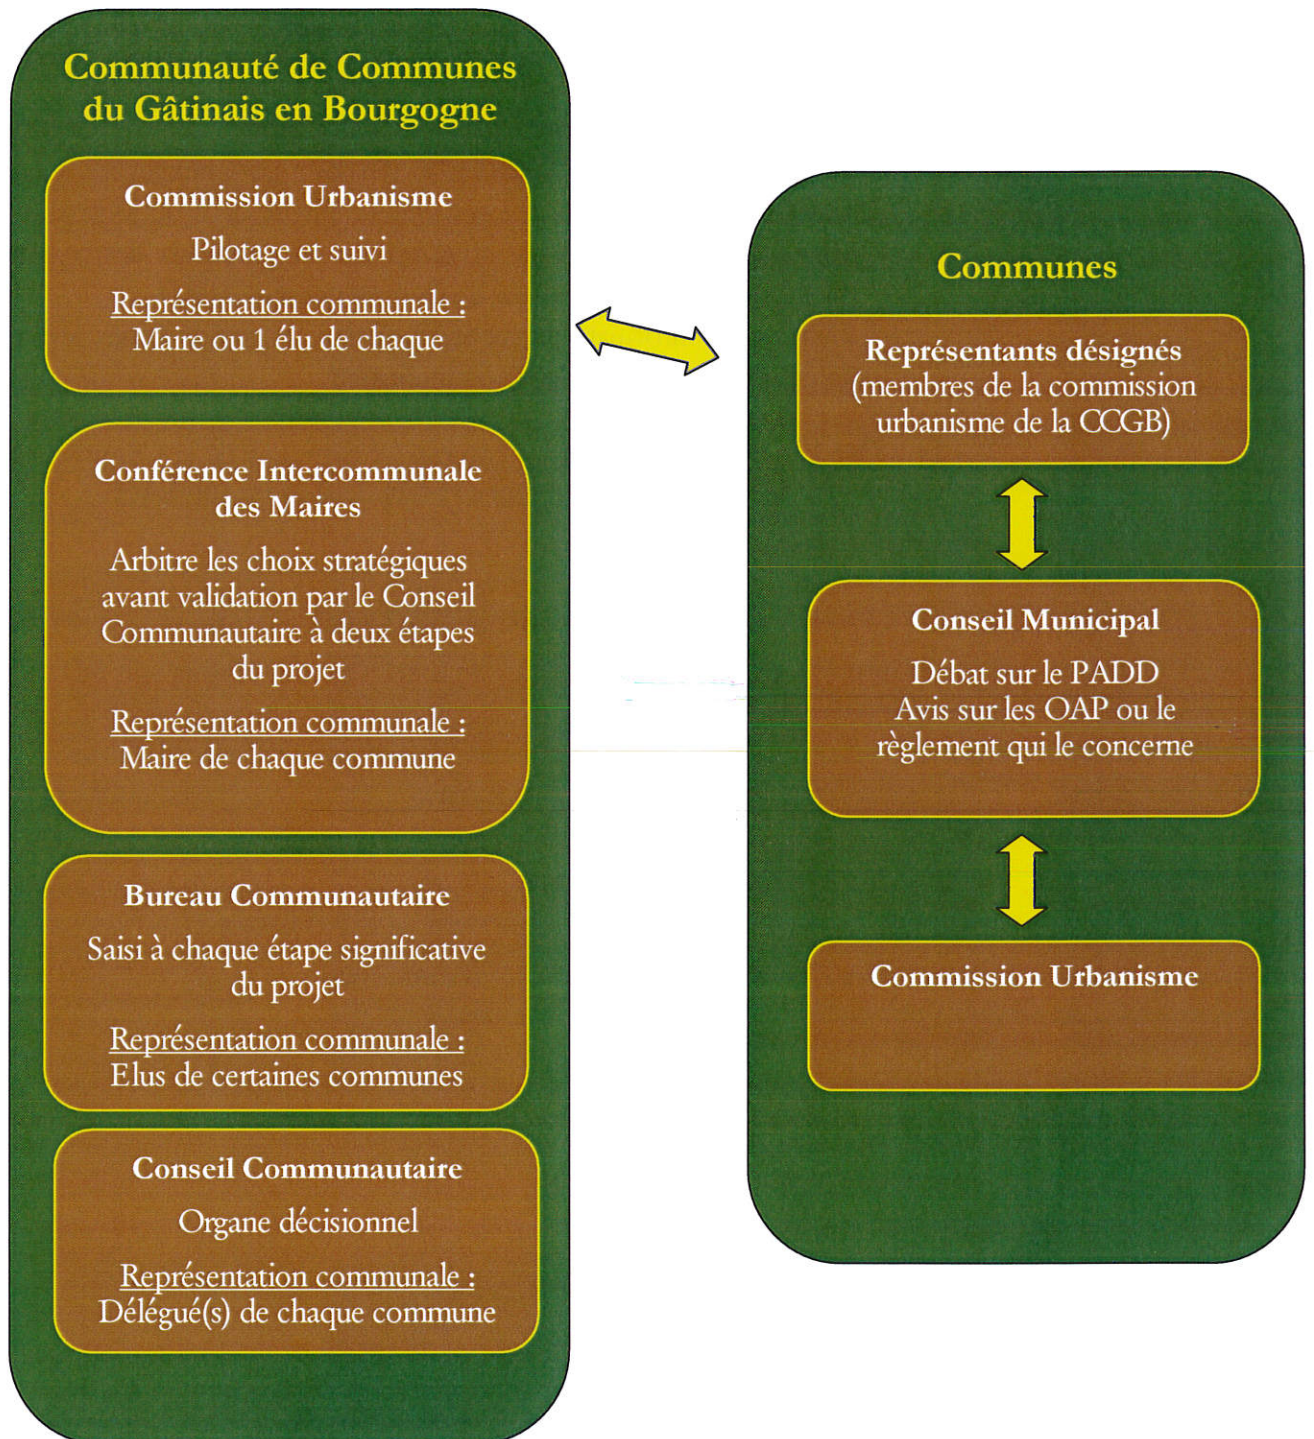 Communauté de Communes
du Gâtinais en Bourgogne
Commission Urbanisme
Pilotage et suivi
Représentation communale :
Maire ou 1 élu de chaque
Conférence Intercommunale
des Maires
Arbitre les choix stratégiques
avant validation par le Conseil
Communautaire à deux étapes
du projet
Représentation communale :
Maire de chaque commune
Bureau Communautaire
Saisi à chaque étape significative
du projet
Représentation communale :
Elus de certaines communes
Conseil Communautaire
Organe décisionnel
Représentation communale :
Délégué(s) de chaque commune
Communes
Représentants désignés
(membres de la commission
urbanisme de la CCGB)
Conseil Municipal
Débat sur le PADD
Avis sur les OAP ou le
règlement qui le concerne
Commission Urbanisme